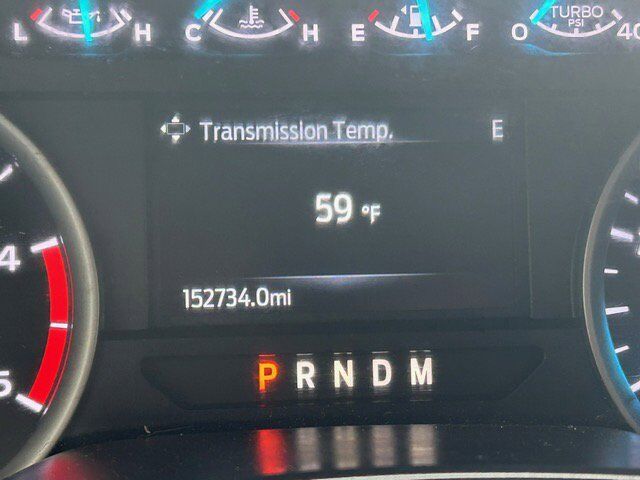 L H C H E F O TURBO PSI 40
Transmission Temp. E
59 °F
4
152734.0mi
5
P R N D M